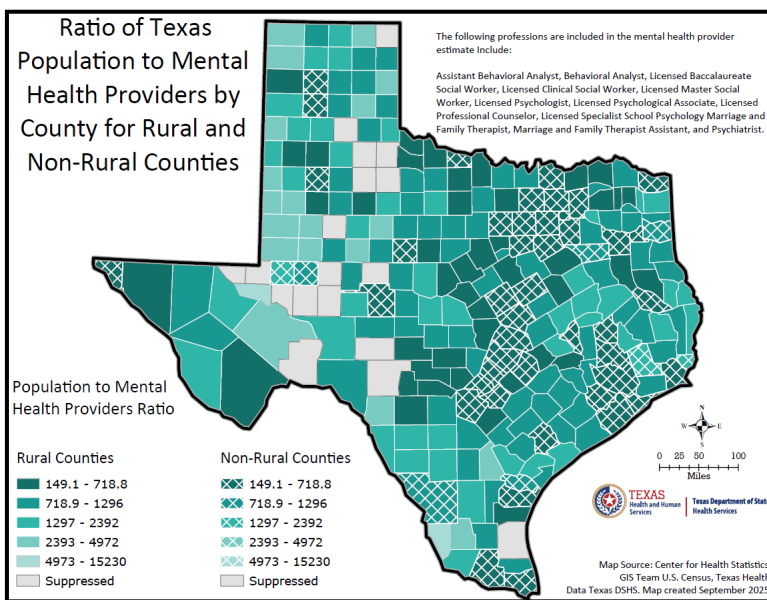 Ratio of Texas
Population to Mental
Health Providers by
County for Rural and
Non-Rural Counties
The following professions are included in the mental health provider
estimate Include:
Assistant Behavioral Analyst, Behavioral Analyst, Licensed Baccalaureate
Social Worker, Licensed Clinical Social Worker, Licensed Master Social
Worker, Licensed Psychologist, Licensed Psychological Associate, Licensed
Professional Counselor, Licensed Specialist School Psychology Marriage and
Family Therapist, Marriage and Family Therapist Assistant, and Psychiatrist.
Population to Mental
Health Providers Ratio
Rural Counties
149.1 - 718.8
718.9 - 1296
1297 - 2392
2393 - 4972
4973 - 15230
Suppressed
Non-Rural Counties
149.1 - 718.8
718.9 - 1296
1297 - 2392
2393 - 4972
4973 - 15230
Suppressed
N
W E
S
0 25 50 100
Miles
TEXAS
Health and Human
Services
Texas Department of State
Health Services
Map Source: Center for Health Statistics
GIS Team U.S. Census, Texas Health
Data Texas DSHS. Map created September 2025